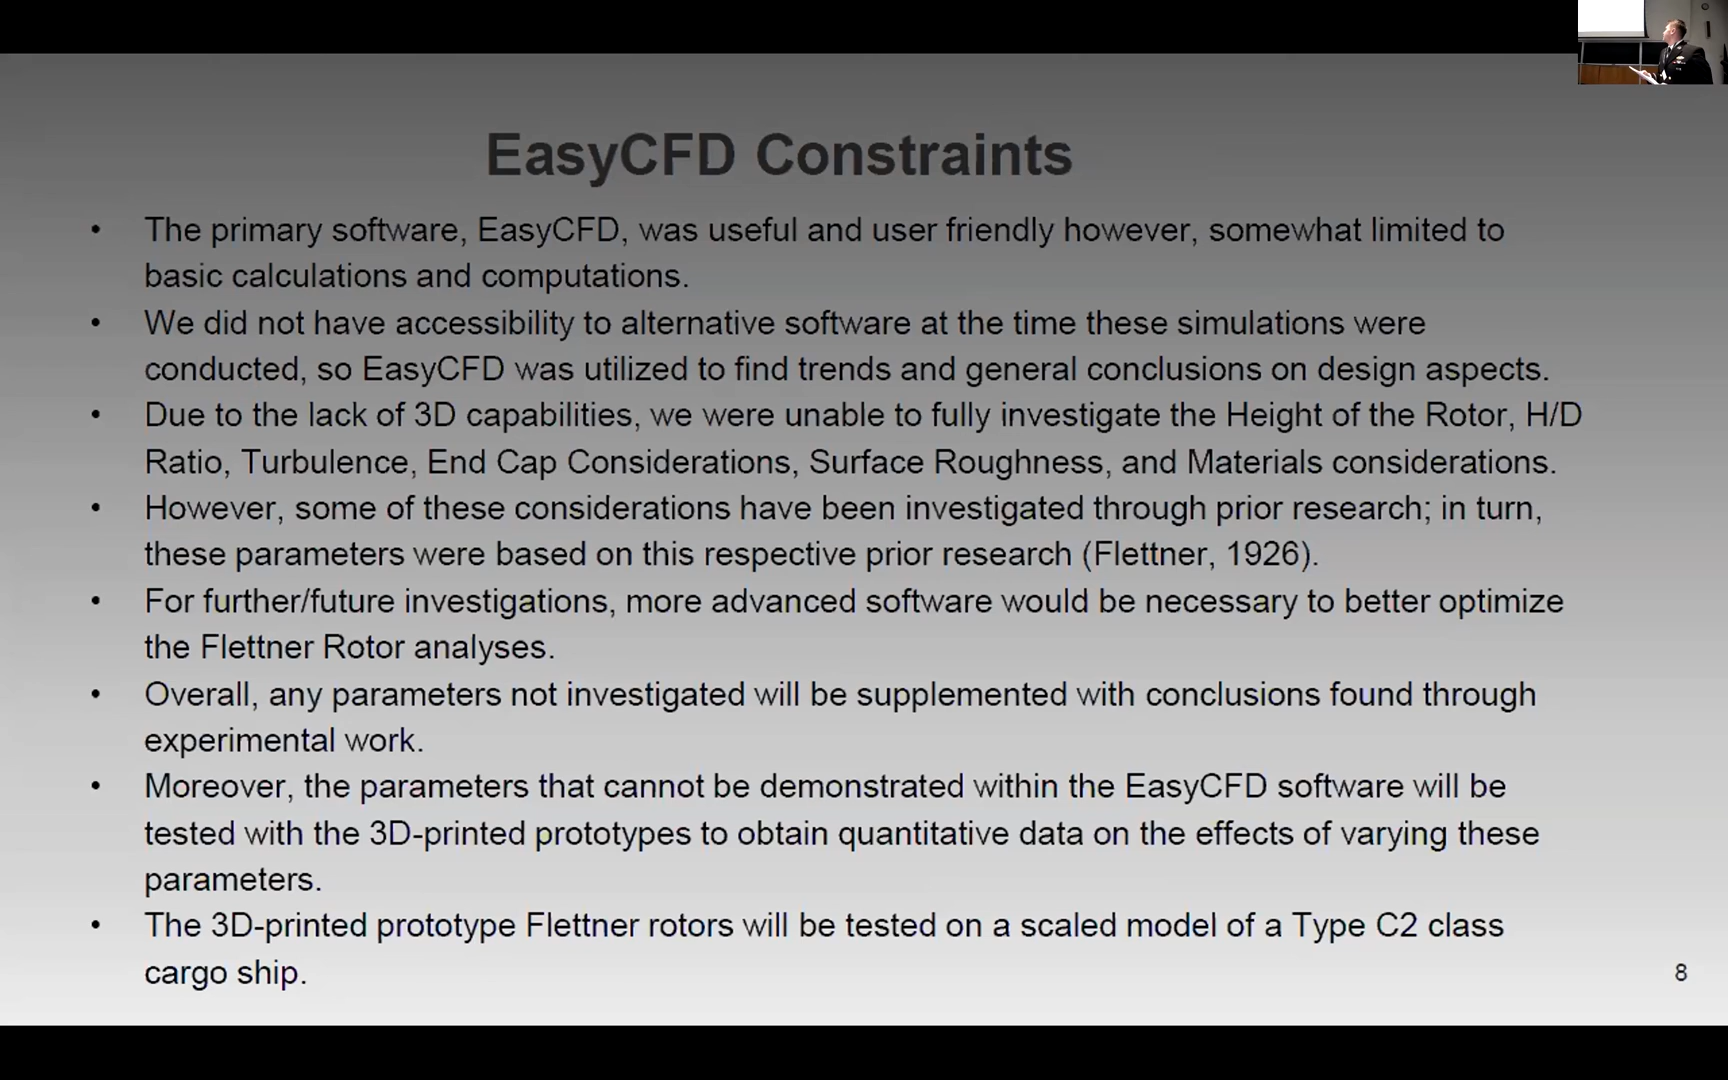 EasyCFD Constraints
• The primary software, EasyCFD, was useful and user friendly however, somewhat limited to
basic calculations and computations.
• We did not have accessibility to alternative software at the time these simulations were
conducted, so EasyCFD was utilized to find trends and general conclusions on design aspects.
• Due to the lack of 3D capabilities, we were unable to fully investigate the Height of the Rotor, H/D
Ratio, Turbulence, End Cap Considerations, Surface Roughness, and Materials considerations.
• However, some of these considerations have been investigated through prior research; in turn,
these parameters were based on this respective prior research (Flettner, 1926).
• For further/future investigations, more advanced software would be necessary to better optimize
the Flettner Rotor analyses.
• Overall, any parameters not investigated will be supplemented with conclusions found through
experimental work.
• Moreover, the parameters that cannot be demonstrated within the EasyCFD software will be
tested with the 3D-printed prototypes to obtain quantitative data on the effects of varying these
parameters.
• The 3D-printed prototype Flettner rotors will be tested on a scaled model of a Type C2 class
cargo ship.
8